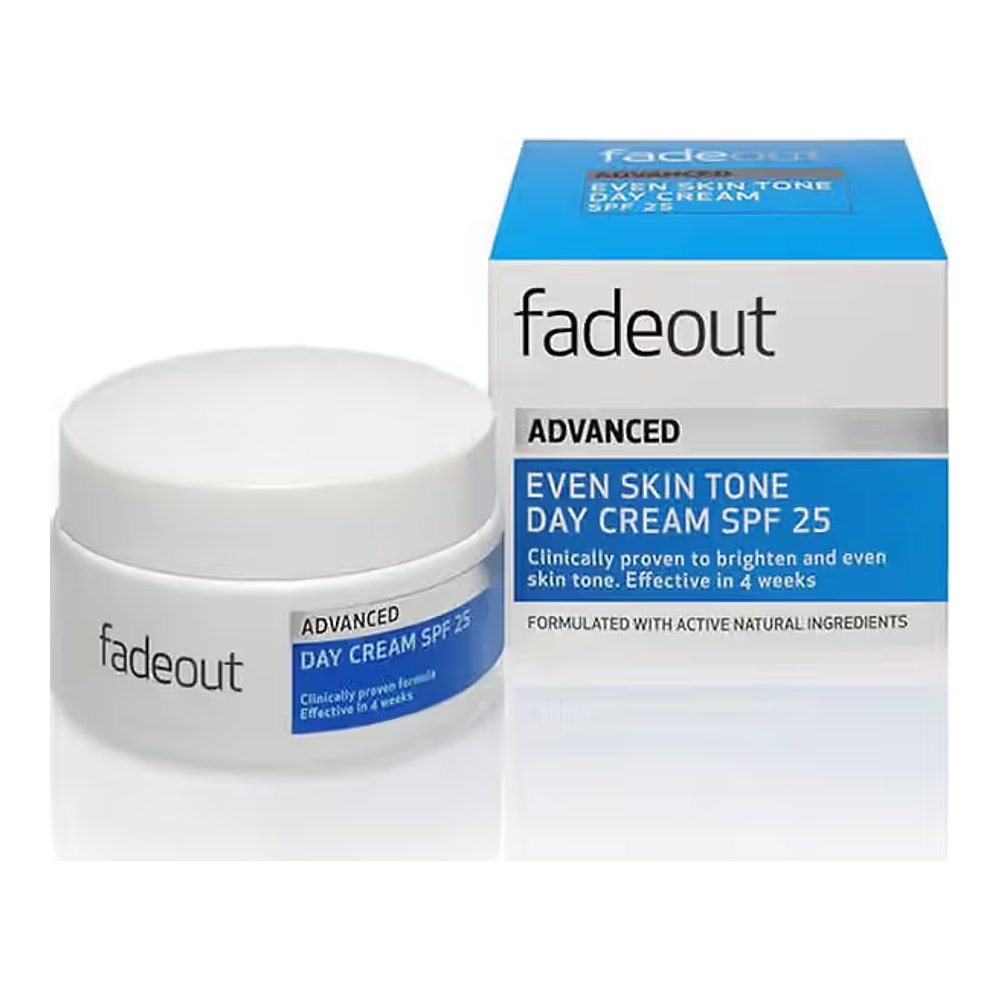 fadeout
ADVANCED
EVEN SKIN TONE
DAY CREAM
SPF 25
fadeout
ADVANCED
EVEN SKIN TONE
DAY CREAM SPF 25
Clinically proven to brighten and even
skin tone. Effective in 4 weeks
FORMULATED WITH ACTIVE NATURAL INGREDIENTS
fadeout
ADVANCED
DAY CREAM SPF 25
Clinically proven formula
Effective in 4 weeks